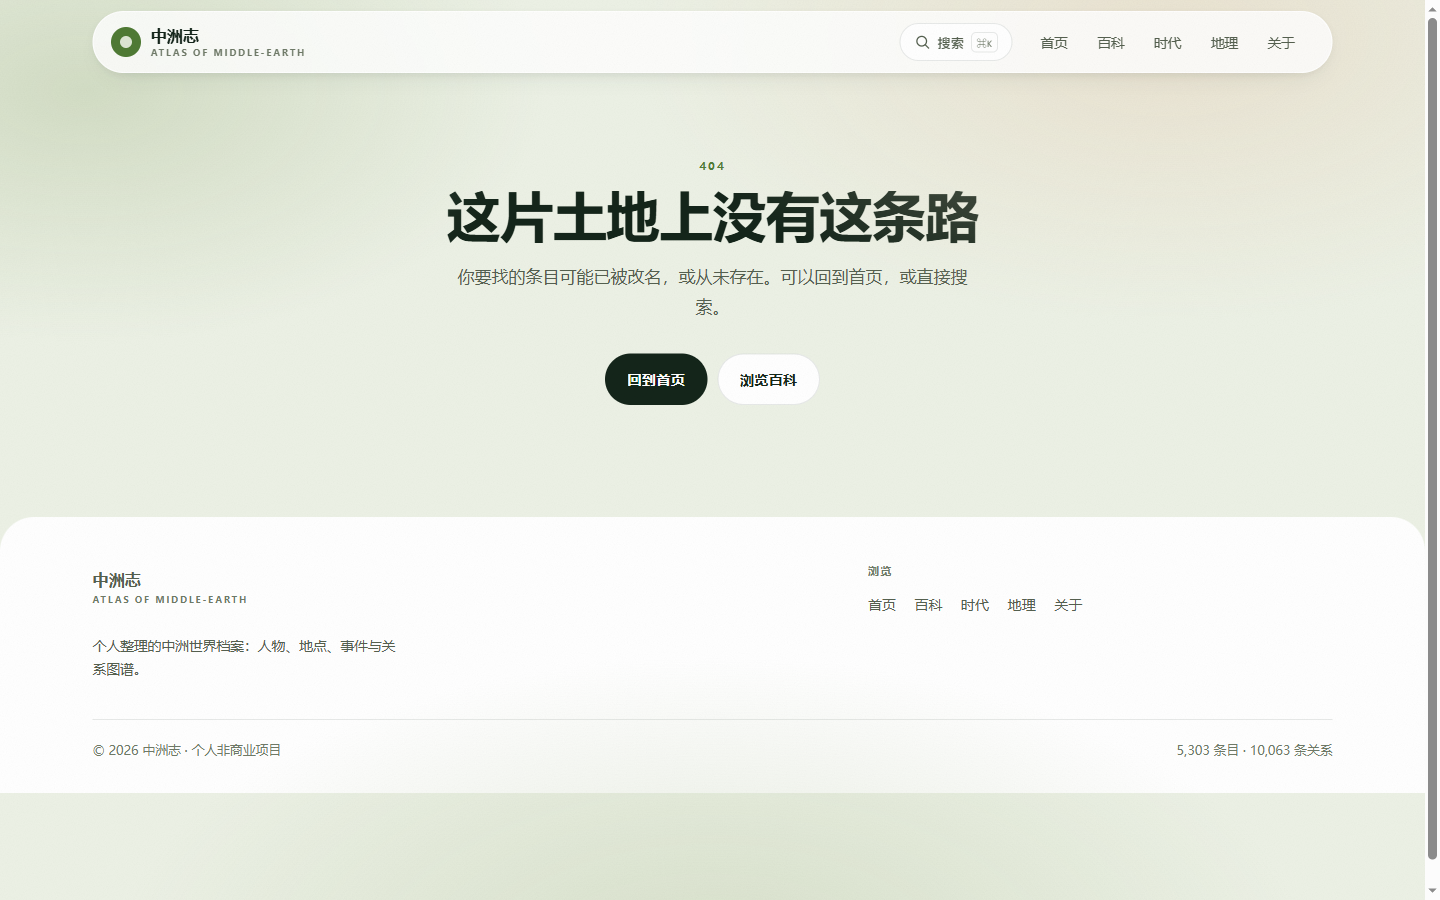 中洲志
ATLAS OF MIDDLE-EARTH
搜索 ⌘K
首页 百科 时代 地理 关于
404
这片土地上没有这条路
你要找的条目可能已被改名，或从未存在。可以回到首页，或直接搜
索。
回到首页 浏览百科
中洲志
ATLAS OF MIDDLE-EARTH
个人整理的中洲世界档案：人物、地点、事件与关
系图谱。
浏览
首页 百科 时代 地理 关于
© 2026 中洲志 · 个人非商业项目
5,303 条目 · 10,063 条关系